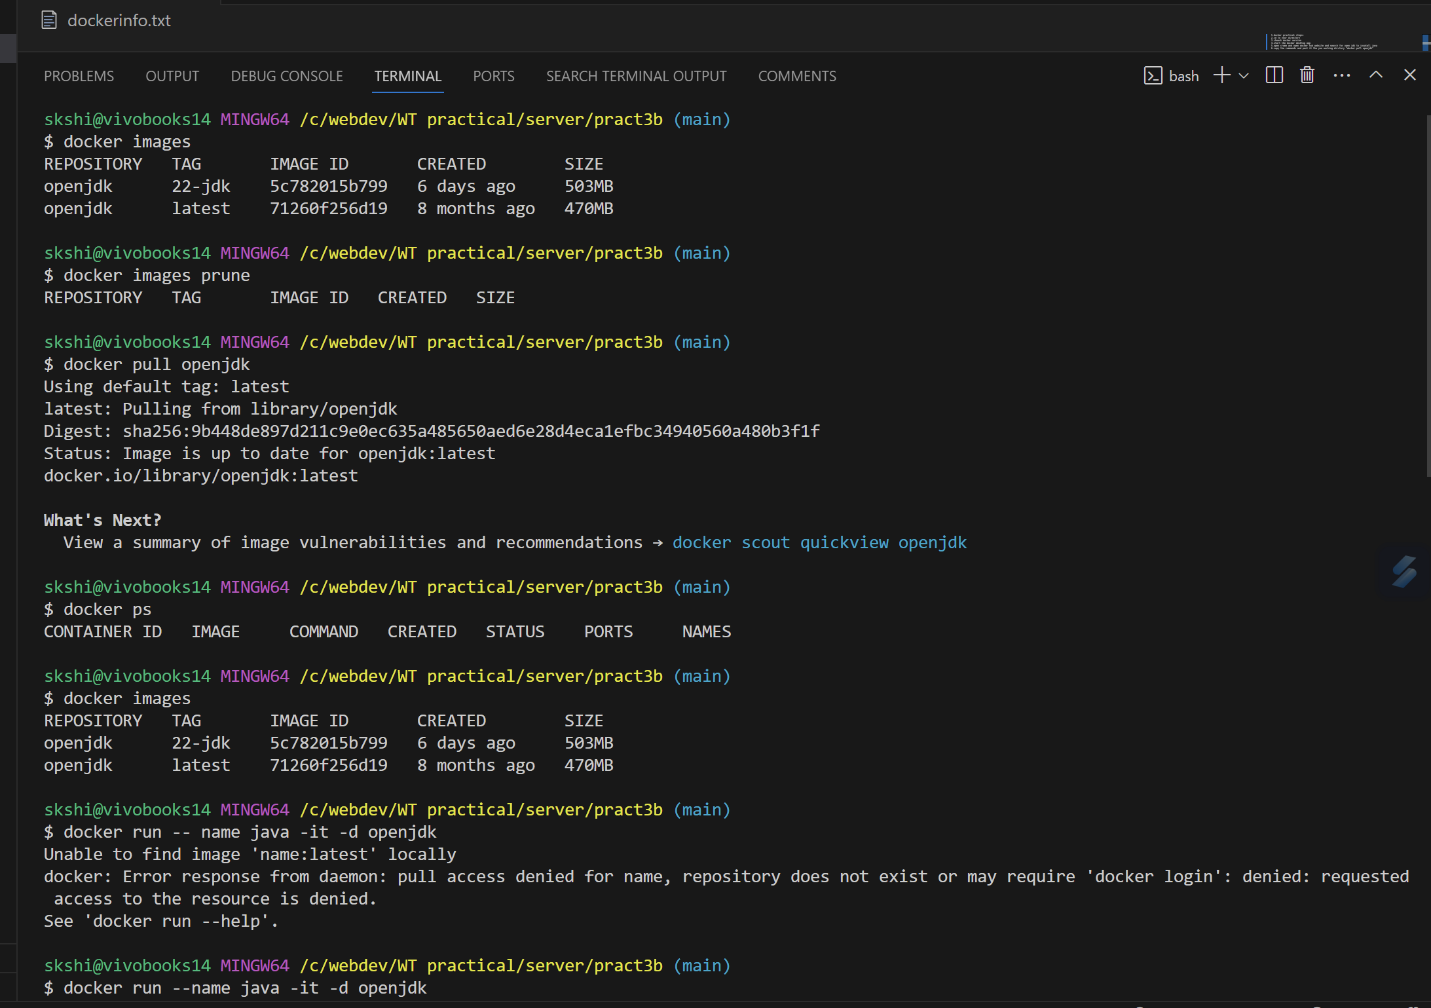 dockerinfo.txt
PROBLEMS OUTPUT DEBUG CONSOLE TERMINAL PORTS SEARCH TERMINAL OUTPUT COMMENTS bash
skshi@vivobooks14 MINGW64 /c/webdev/WT practical/server/pract3b (main)
$ docker images
REPOSITORY TAG IMAGE ID CREATED SIZE
openjdk 22-jdk 5c782015b799 6 days ago 503MB
openjdk latest 71260f256d19 8 months ago 470MB
skshi@vivobooks14 MINGW64 /c/webdev/WT practical/server/pract3b (main)
$ docker images prune
REPOSITORY TAG IMAGE ID CREATED SIZE
skshi@vivobooks14 MINGW64 /c/webdev/WT practical/server/pract3b (main)
$ docker pull openjdk
Using default tag: latest
latest: Pulling from library/openjdk
Digest: sha256:9b448de897d211c9e0ec635a485650aed6e28d4eca1efbc34940560a480b3f1f
Status: Image is up to date for openjdk:latest
docker.io/library/openjdk:latest
What's Next?
View a summary of image vulnerabilities and recommendations → docker scout quickview openjdk
skshi@vivobooks14 MINGW64 /c/webdev/WT practical/server/pract3b (main)
$ docker ps
CONTAINER ID IMAGE COMMAND CREATED STATUS PORTS NAMES
skshi@vivobooks14 MINGW64 /c/webdev/WT practical/server/pract3b (main)
$ docker images
REPOSITORY TAG IMAGE ID CREATED SIZE
openjdk 22-jdk 5c782015b799 6 days ago 503MB
openjdk latest 71260f256d19 8 months ago 470MB
skshi@vivobooks14 MINGW64 /c/webdev/WT practical/server/pract3b (main)
$ docker run -- name java -it -d openjdk
Unable to find image 'name:latest' locally
docker: Error response from daemon: pull access denied for name, repository does not exist or may require 'docker login': denied: requested
access to the resource is denied.
See 'docker run --help'.
skshi@vivobooks14 MINGW64 /c/webdev/WT practical/server/pract3b (main)
$ docker run --name java -it -d openjdk